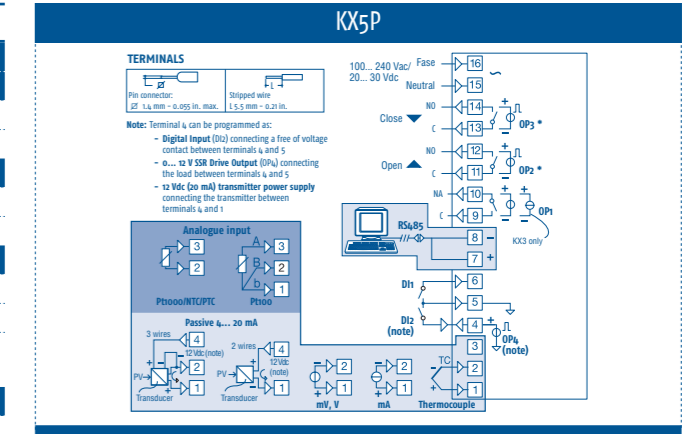 KX5P
TERMINALS
Pin connector:
Ø 1.4 mm - 0.055 in. max.
L
Stripped wire
L 5.5 mm - 0.21 in.
Note: Terminal 4 can be programmed as:
- Digital Input (DI2) connecting a free of voltage
contact between terminals 4 and 5
- 0... 12 V SSR Drive Output (OP4) connecting
the load between terminals 4 and 5
- 12 Vdc (20 mA) transmitter power supply
connecting the transmitter between
terminals 4 and 1
100... 240 Vac/
20... 30 Vdc
Fase
16
Neutral
15
Close
NO
14
C
13
OP3 *
Open
NO
12
C
11
OP2 *
NA
10
C
9
OP1
KX3 only
RS485
8 -
7 +
DI1
6
5
DI2
(note)
4
OP4
(note)
3
TC
2
1
Thermocouple
Analogue input
3
2
Pt1000/NTC/PTC
A
3
B
2
b
1
Pt100
Passive 4... 20 mA
3 wires
4
12Vdc (note)
2
PV
1
Transducer
2 wires
4
12Vdc
(note)
PV
1
Transducer
2
1
mV, V
2
1
mA